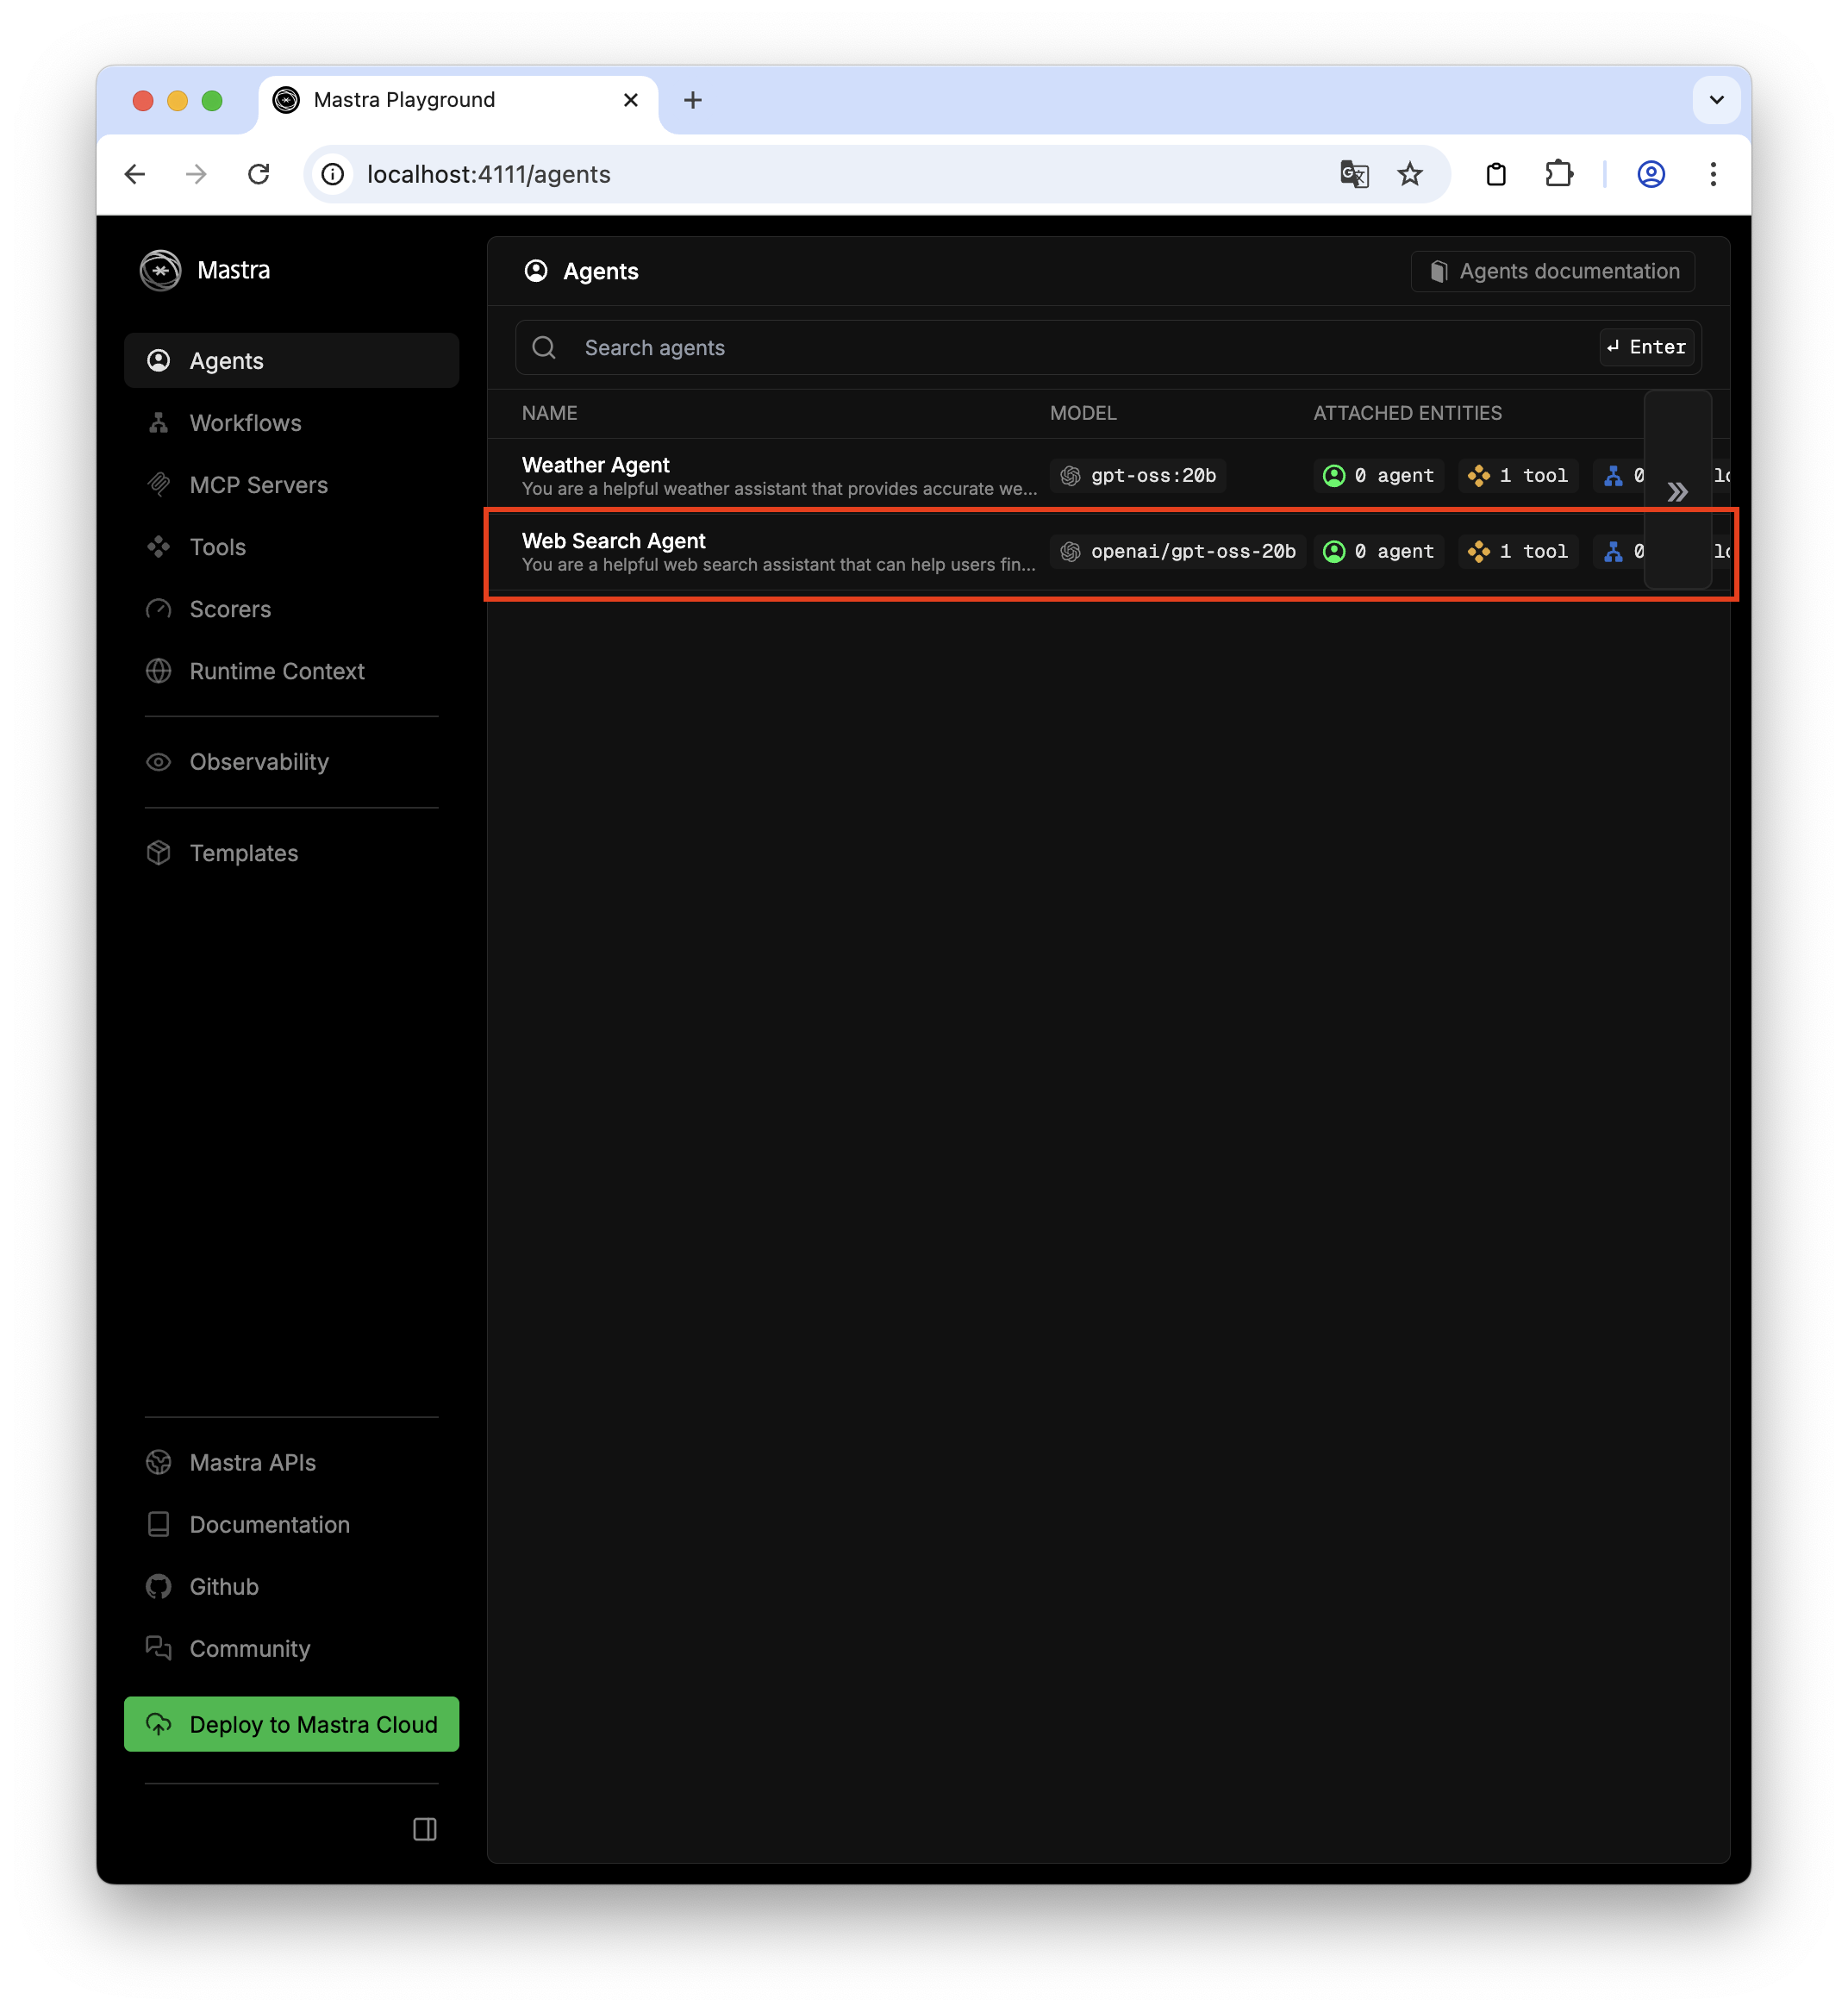 Mastra Playground
localhost:4111/agents
Mastra
Agents
Workflows
MCP Servers
Tools
Scorers
Runtime Context
Observability
Templates
Mastra APIs
Documentation
Github
Community
Deploy to Mastra Cloud
Agents
Agents documentation
Search agents
Enter
NAME MODEL ATTACHED ENTITIES
Weather Agent
You are a helpful weather assistant that provides accurate we...
gpt-oss:20b 0 agent 1 tool 0
Web Search Agent
You are a helpful web search assistant that can help users fin...
openai/gpt-oss-20b 0 agent 1 tool 0